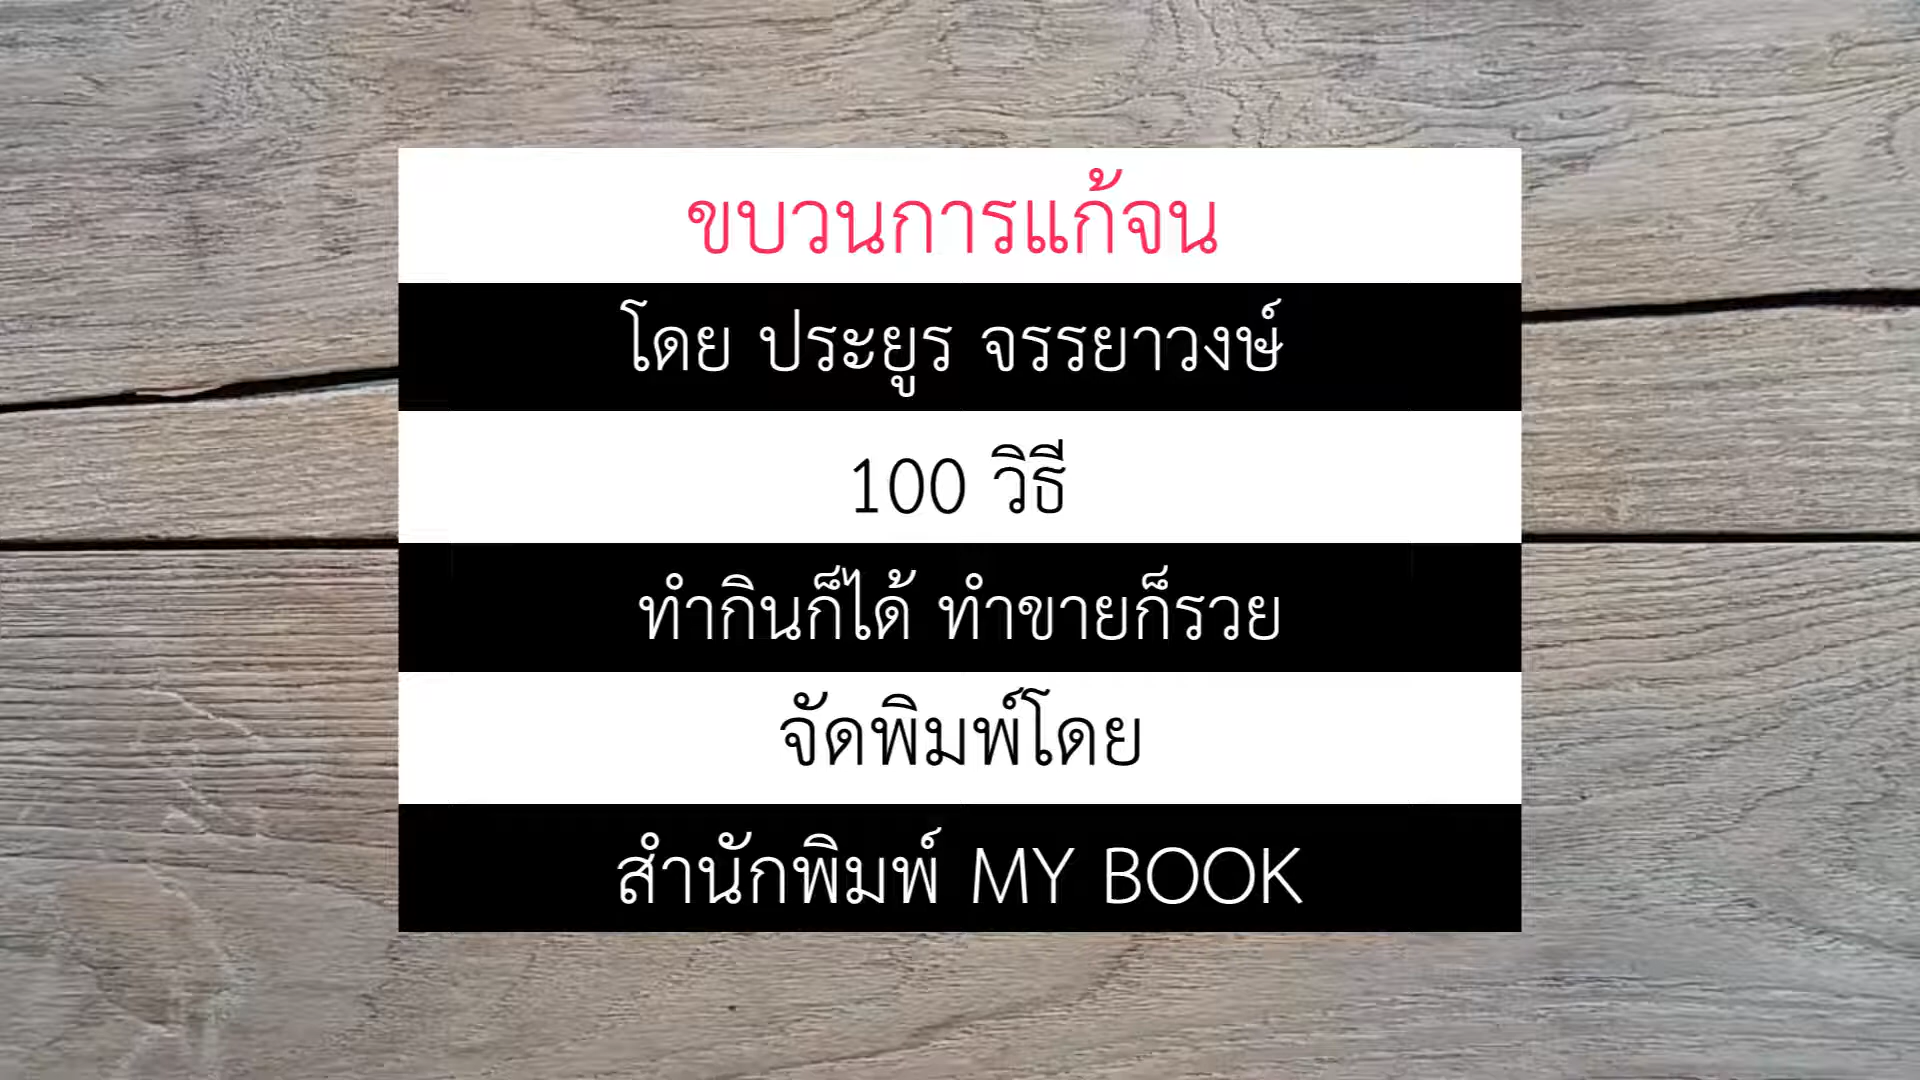 ขบวนการแก้จน
โดย ประยูร จรรยาวงษ์
100 วิธี
ทำกินก็ได้ ทำขายก็รวย
จัดพิมพ์โดย
สำนักพิมพ์ MY BOOK